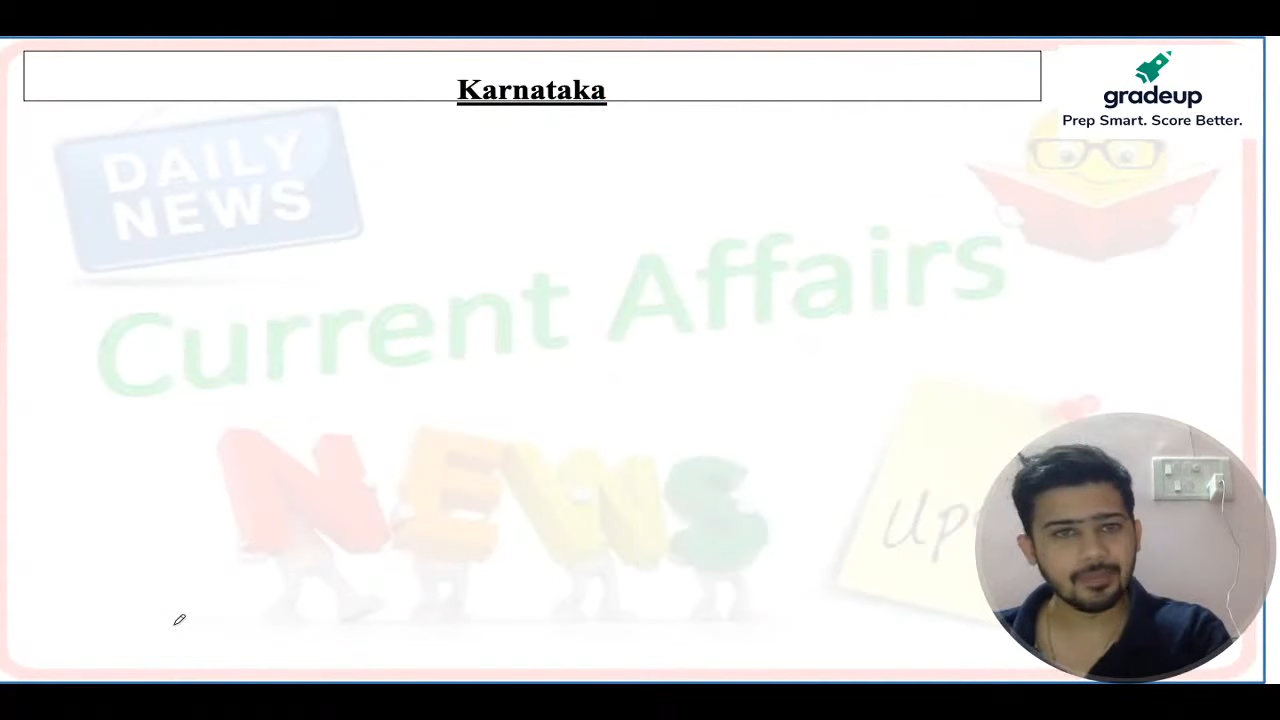 Karnataka
gradeup
Prep Smart. Score Better.
DAILY
NEWS
Current Affairs
NEWS